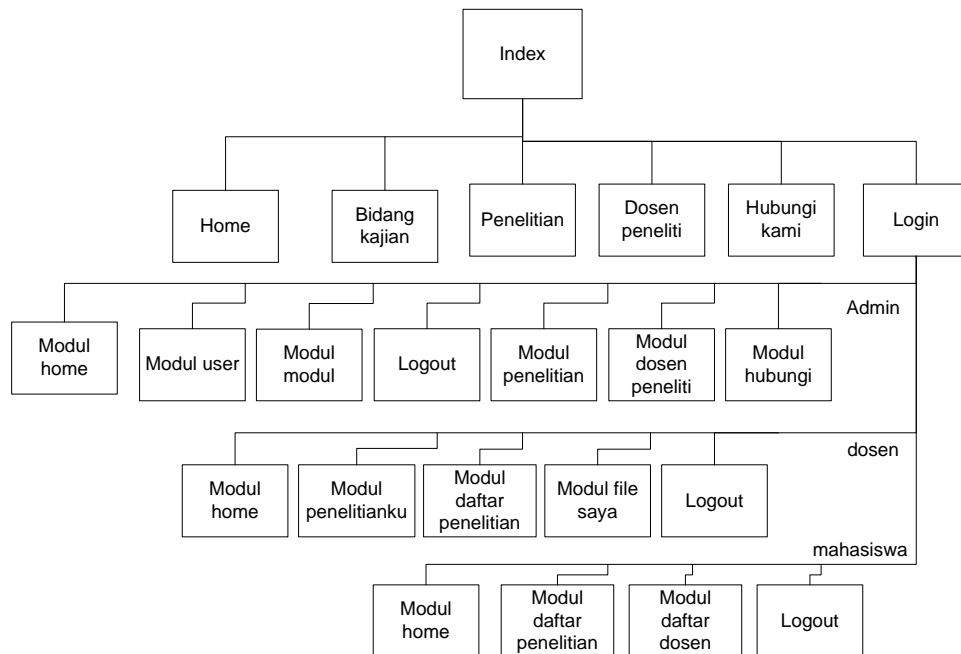 Index
Home
Bidang
kajian
Penelitian
Dosen
peneliti
Hubungi
kami
Login
Admin
Modul
home
Modul user
Modul
modul
Logout
Modul
penelitian
Modul
dosen
peneliti
Modul
hubungi
dosen
Modul
home
Modul
penelitianku
Modul
daftar
penelitian
Modul file
saya
Logout
mahasiswa
Modul
home
Modul
daftar
penelitian
Modul
daftar
dosen
Logout